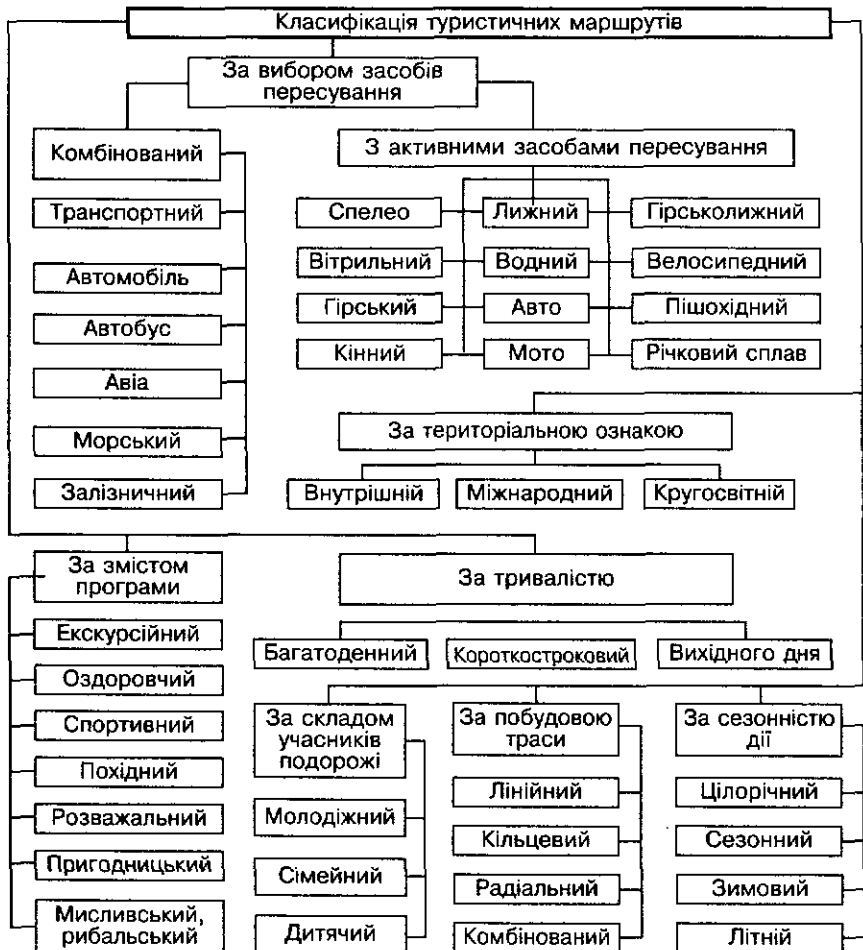 Класифікація туристичних маршрутів
За вибором засобів
пересування
Комбінований
Транспортний
Автомобіль
Автобус
Авіа
Морський
Залізничний
З активними засобами пересування
Спелео
Лижний
Гірськолижний
Вітрильний
Водний
Велосипедний
Гірський
Авто
Пішохідний
Кінний
Мото
Річковий сплав
За територіальною ознакою
Внутрішній
Міжнародний
Кругосвітній
За змістом
програми
Екскурсійний
Оздоровчий
Спортивний
Похідний
Розважальний
Пригодницький
Мисливський,
рибальський
За тривалістю
Багатоденний
Короткостроковий
Вихідного дня
За складом
учасників
подорожі
Молодіжний
Сімейний
Дитячий
За побудовою
траси
Лінійний
Кільцевий
Радіальний
Комбінований
За сезонністю
дії
Цілорічний
Сезонний
Зимовий
Літній